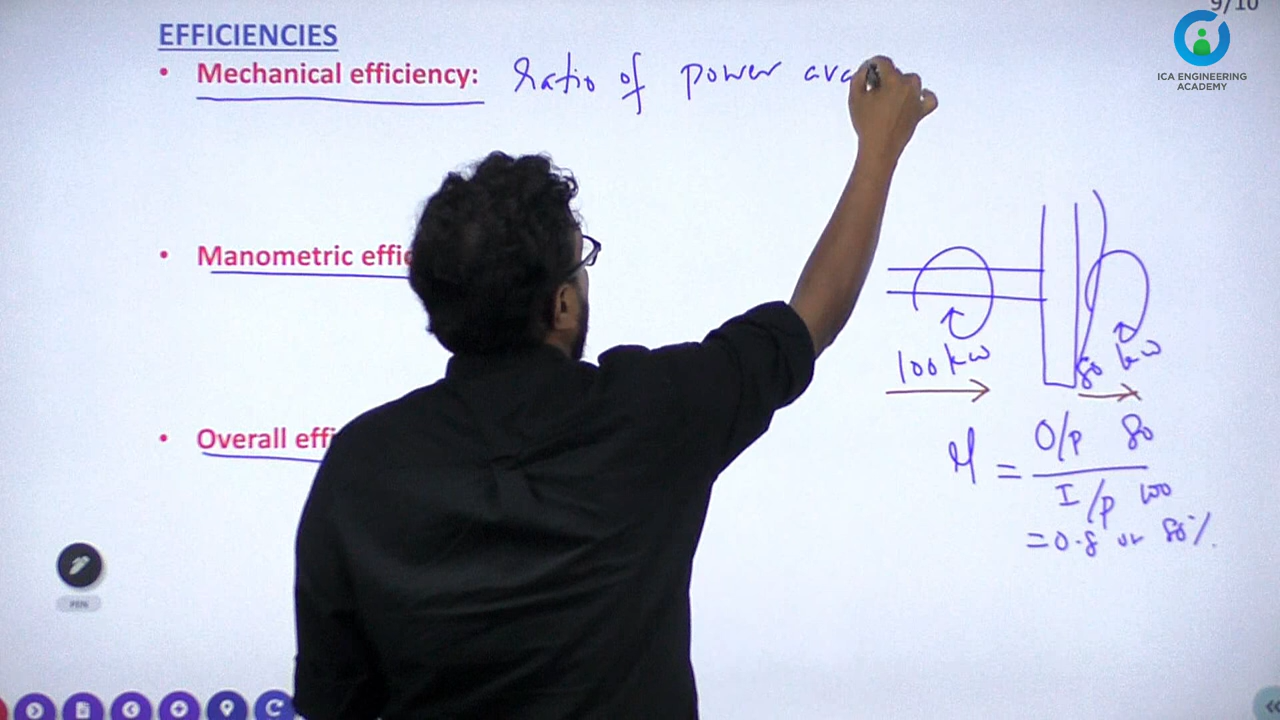 9/10
ICA ENGINEERING
ACADEMY
EFFICIENCIES
• Mechanical efficiency: Ratio of power ava
• Manometric effic
• Overall effi
100 kW
80 kW
η = O/p 80
I/p 100
= 0.8 or 80%.
PEN